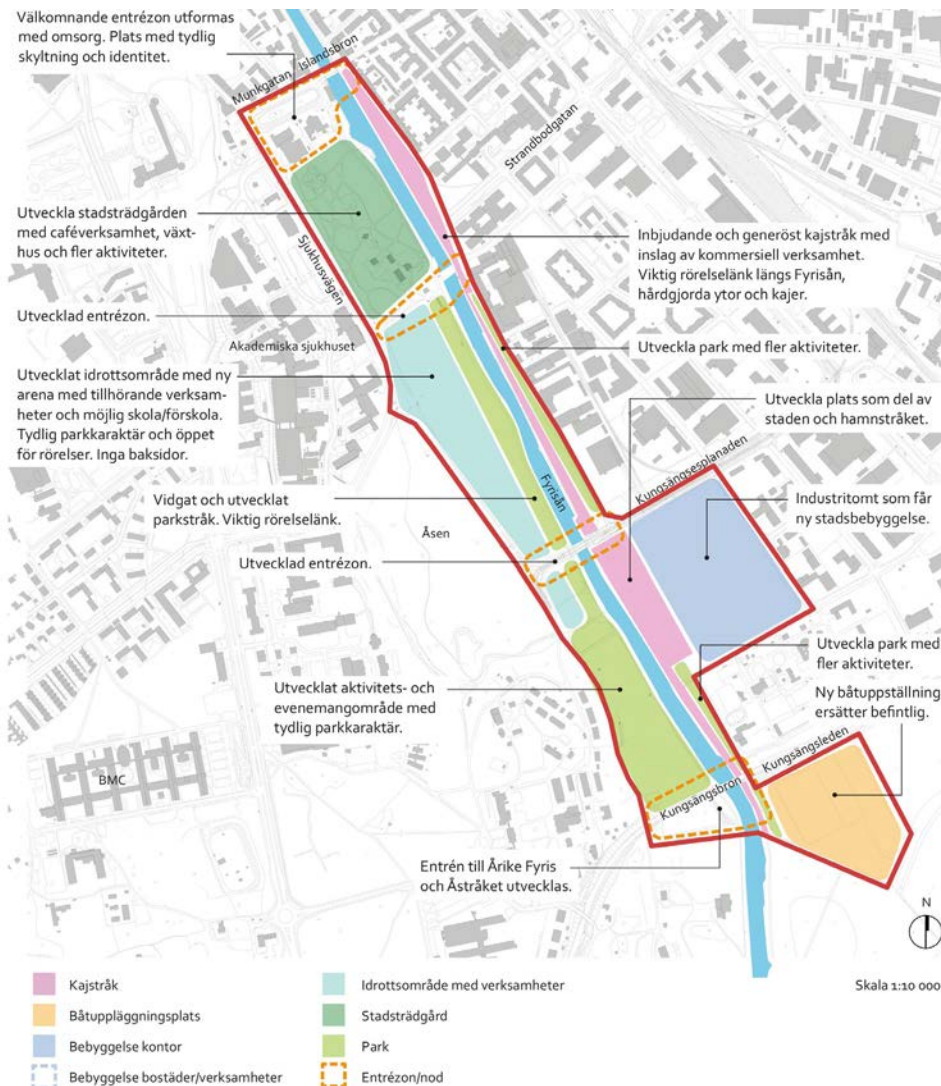 Välkomnande entrézon utformas
med omsorg. Plats med tydlig
skyltning och identitet.
Munkgatan
Islandsbron
Strandbodgatan
Utveckla stadsträdgården
med caféverksamhet, växt-
hus och fler aktiviteter.
Sjukhusvägen
Inbjudande och generöst kajstråk med
inslag av kommersiell verksamhet.
Viktig rörelselänk längs Fyrisån,
hårdgjorda ytor och kajer.
Utvecklad entrézon.
Akademiska sjukhuset
Utveckla park med fler aktiviteter.
Utvecklat idrottsområde med ny
arena med tillhörande verksam-
heter och möjlig skola/förskola.
Tydlig parkkaraktär och öppet
för rörelser. Inga baksidor.
Utveckla plats som del av
staden och hamnstråket.
Kungsängsesplanaden
Fyrisån
Vidgat och utvecklat
parkstråk. Viktig rörelselänk.
Industritomt som får
ny stadsbebyggelse.
Åsen
Utvecklad entrézon.
Utveckla park med
fler aktiviteter.
Utvecklat aktivitets- och
evenemangområde med
tydlig parkkaraktär.
Ny båtuppställning
ersätter befintlig.
Kungsängsleden
BMC
Kungsängsbron
Entrén till Årike Fyris
och Åstråket utvecklas.
N
Kajstråk
Båtuppläggningsplats
Bebyggelse kontor
Bebyggelse bostäder/verksamheter
Idrottsområde med verksamheter
Stadsträdgård
Park
Entrézon/nod
Skala 1:10 000